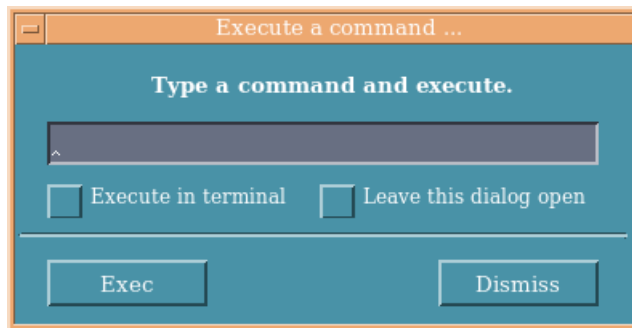 Execute a command ...
Type a command and execute.
^
Execute in terminal
Leave this dialog open
Exec
Dismiss